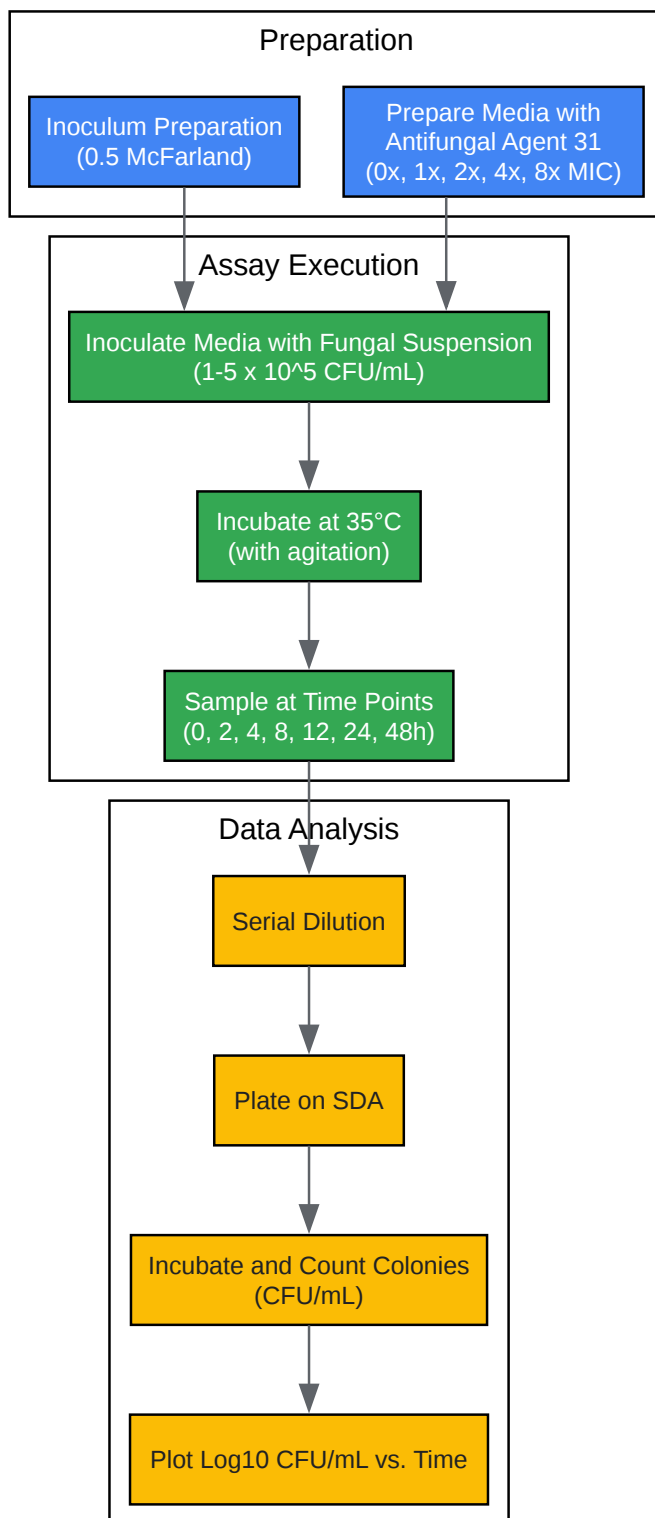 Preparation
Inoculum Preparation
(0.5 McFarland)
Prepare Media with
Antifungal Agent 31
(0x, 1x, 2x, 4x, 8x MIC)
Assay Execution
Inoculate Media with Fungal Suspension
(1-5 x 10^5 CFU/mL)
Incubate at 35°C
(with agitation)
Sample at Time Points
(0, 2, 4, 8, 12, 24, 48h)
Data Analysis
Serial Dilution
Plate on SDA
Incubate and Count Colonies
(CFU/mL)
Plot Log10 CFU/mL vs. Time